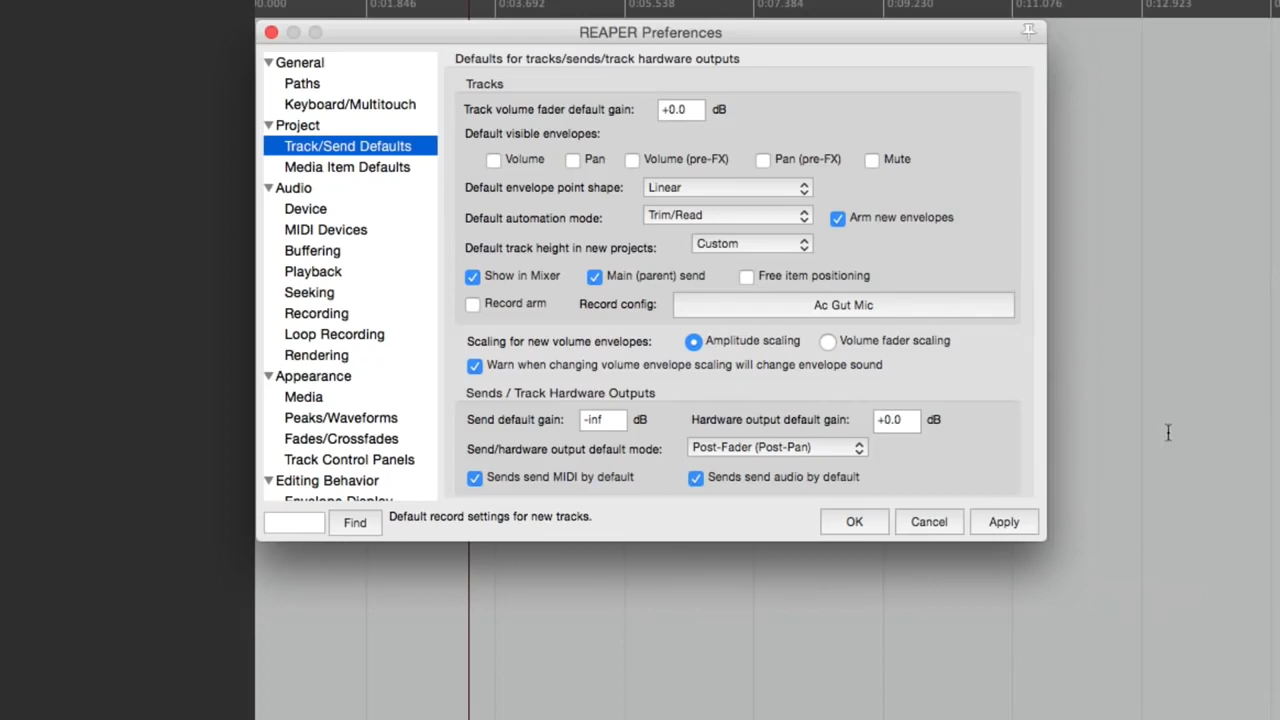 0.000 0:01.846 0:03.692 0:05.538 0:07.384 0:09.230 0:11.076 0:12.923
REAPER Preferences
General
Paths
Keyboard/Multitouch
Project
Track/Send Defaults
Media Item Defaults
Audio
Device
MIDI Devices
Buffering
Playback
Seeking
Recording
Loop Recording
Rendering
Appearance
Media
Peaks/Waveforms
Fades/Crossfades
Track Control Panels
Editing Behavior
Envelope Display
Find
Defaults for tracks/sends/track hardware outputs
Tracks
Track volume fader default gain: +0.0 dB
Default visible envelopes:
Volume Pan Volume (pre-FX) Pan (pre-FX) Mute
Default envelope point shape: Linear
Default automation mode: Trim/Read Arm new envelopes
Default track height in new projects: Custom
Show in Mixer Main (parent) send Free item positioning
Record arm Record config: Ac Gut Mic
Scaling for new volume envelopes: Amplitude scaling Volume fader scaling
Warn when changing volume envelope scaling will change envelope sound
Sends / Track Hardware Outputs
Send default gain: -inf dB Hardware output default gain: +0.0 dB
Send/hardware output default mode: Post-Fader (Post-Pan)
Sends send MIDI by default Sends send audio by default
Default record settings for new tracks.
OK Cancel Apply